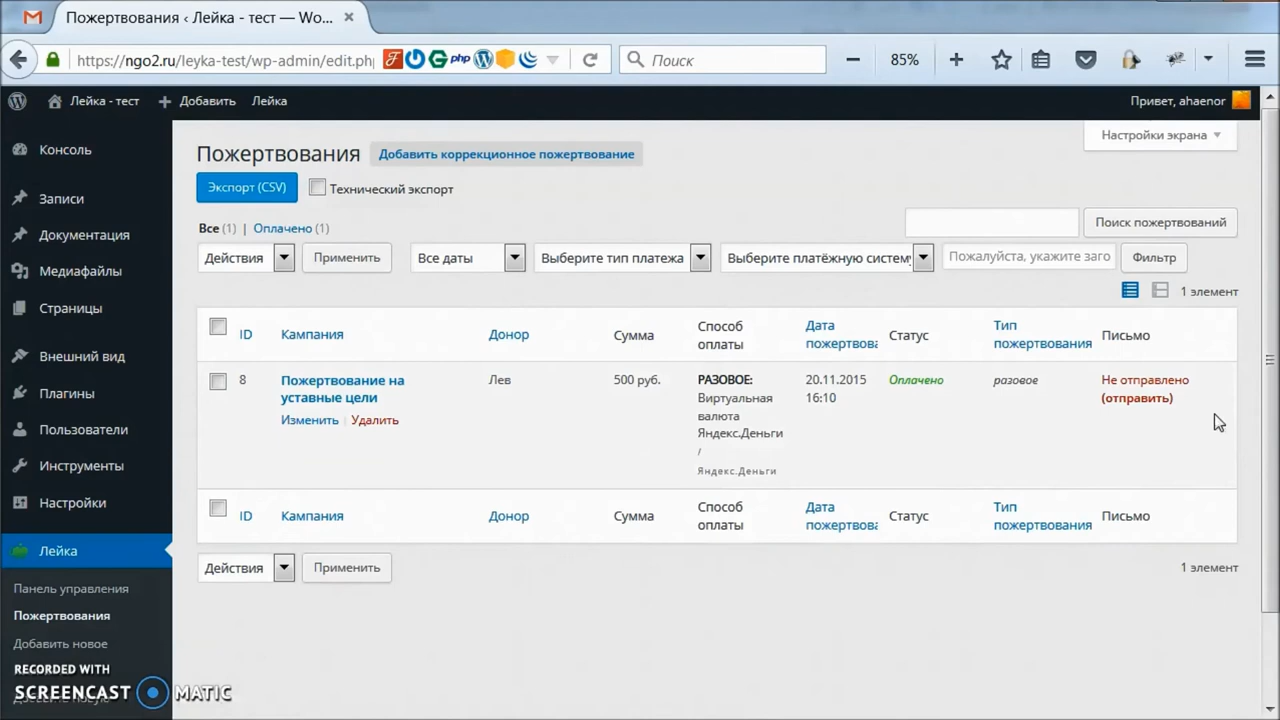 Пожертвования ‹ Лейка - тест — Wo...
https://ngo2.ru/leyka-test/wp-admin/edit.php
php
Поиск
85%
Лейка - тест
Добавить
Лейка
Привет, ahaenor
Консоль
Записи
Документация
Медиафайлы
Страницы
Внешний вид
Плагины
Пользователи
Инструменты
Настройки
Лейка
Панель управления
Пожертвования
Добавить новое
RECORDED WITH
SCREENCAST MATIC
Настройки экрана
Пожертвования
Добавить коррекционное пожертвование
Экспорт (CSV)
Технический экспорт
Все (1) | Оплачено (1)
Поиск пожертвований
Действия
Применить
Все даты
Выберите тип платежа
Выберите платёжную систему
Пожалуйста, укажите заго
Фильтр
1 элемент
ID
Кампания
Донор
Сумма
Способ
оплаты
Дата
пожертвова
Статус
Тип
пожертвования
Письмо
8
Пожертвование на
уставные цели
Изменить | Удалить
Лев
500 руб.
РАЗОВОЕ:
Виртуальная
валюта
Яндекс.Деньги
/
Яндекс.Деньги
20.11.2015
16:10
Оплачено
разовое
Не отправлено
(отправить)
ID
Кампания
Донор
Сумма
Способ
оплаты
Дата
пожертвова
Статус
Тип
пожертвования
Письмо
Действия
Применить
1 элемент